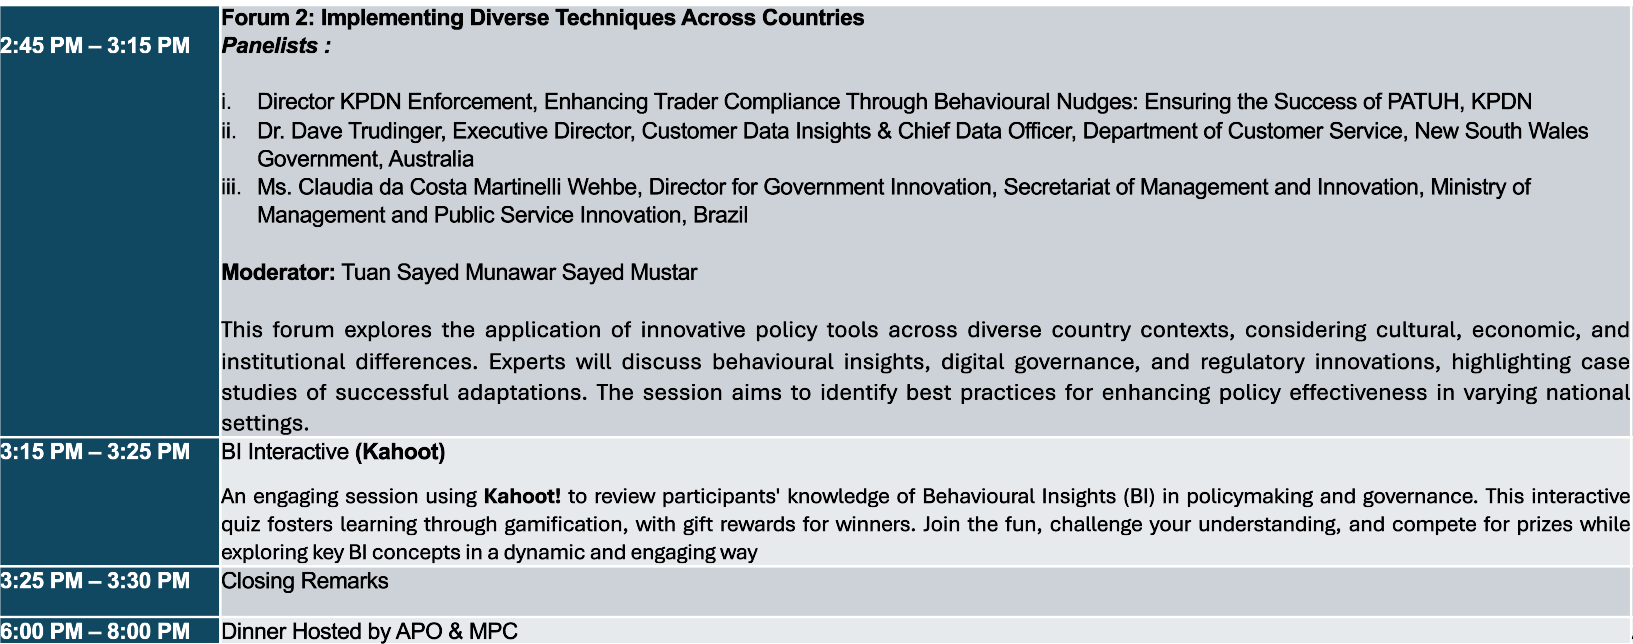 Forum 2: Implementing Diverse Techniques Across Countries
2:45 PM – 3:15 PM
Panelists :
i. Director KPDN Enforcement, Enhancing Trader Compliance Through Behavioural Nudges: Ensuring the Success of PATUH, KPDN
ii. Dr. Dave Trudinger, Executive Director, Customer Data Insights & Chief Data Officer, Department of Customer Service, New South Wales
Government, Australia
iii. Ms. Claudia da Costa Martinelli Wehbe, Director for Government Innovation, Secretariat of Management and Innovation, Ministry of
Management and Public Service Innovation, Brazil
Moderator: Tuan Sayed Munawar Sayed Mustar
This forum explores the application of innovative policy tools across diverse country contexts, considering cultural, economic, and
institutional differences. Experts will discuss behavioural insights, digital governance, and regulatory innovations, highlighting case
studies of successful adaptations. The session aims to identify best practices for enhancing policy effectiveness in varying national
settings.
3:15 PM – 3:25 PM
BI Interactive (Kahoot)
An engaging session using Kahoot! to review participants' knowledge of Behavioural Insights (BI) in policymaking and governance. This interactive
quiz fosters learning through gamification, with gift rewards for winners. Join the fun, challenge your understanding, and compete for prizes while
exploring key BI concepts in a dynamic and engaging way
3:25 PM – 3:30 PM
Closing Remarks
6:00 PM – 8:00 PM
Dinner Hosted by APO & MPC